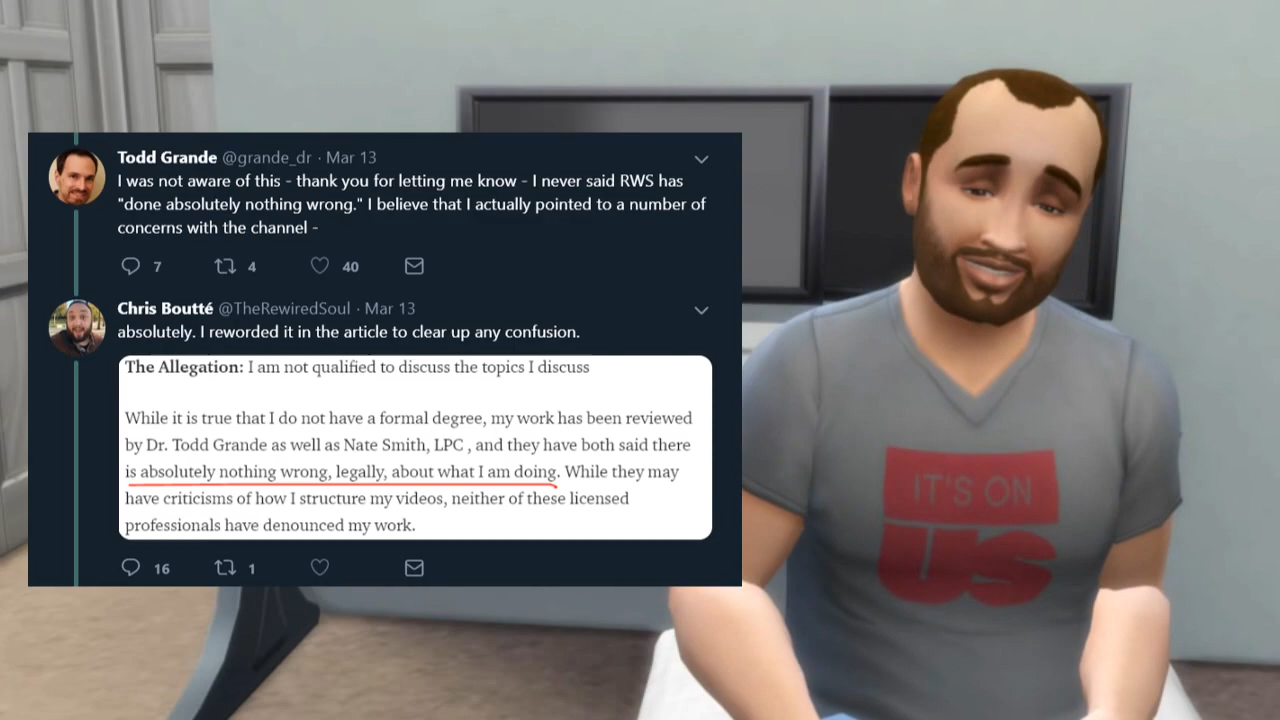 Todd Grande @grande_dr · Mar 13
I was not aware of this - thank you for letting me know - I never said RWS has
"done absolutely nothing wrong." I believe that I actually pointed to a number of
concerns with the channel -
7 4 40
Chris Boutté @TheRewiredSoul · Mar 13
absolutely. I reworded it in the article to clear up any confusion.
The Allegation: I am not qualified to discuss the topics I discuss
While it is true that I do not have a formal degree, my work has been reviewed
by Dr. Todd Grande as well as Nate Smith, LPC , and they have both said there
is absolutely nothing wrong, legally, about what I am doing. While they may
have criticisms of how I structure my videos, neither of these licensed
professionals have denounced my work.
16 1
IT'S ON
US